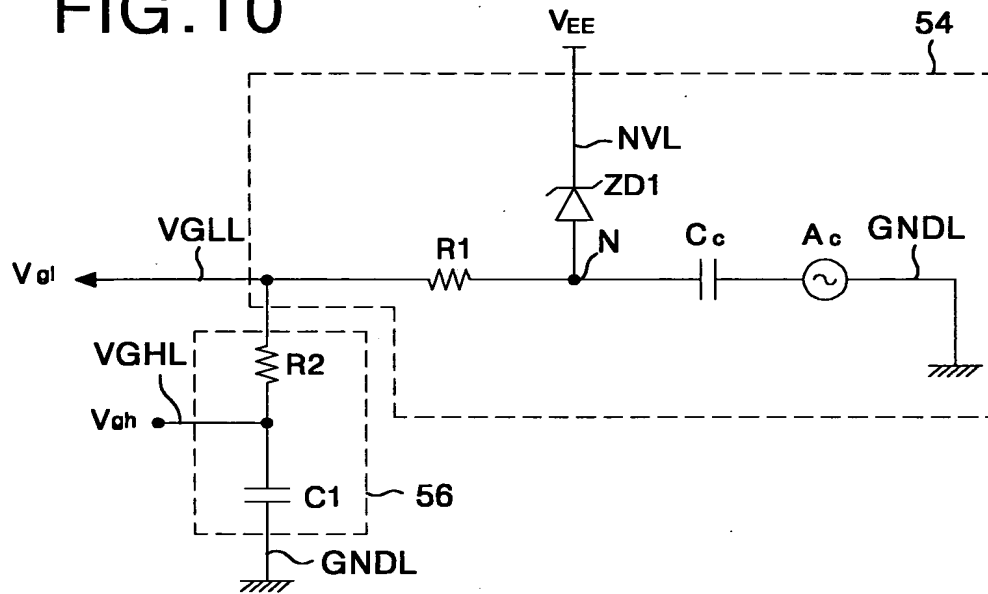 FIG.10
VEE
54
NVL
ZD1
VGLL
R1
N
Cc
Ac
GNDL
Vgl
VGHL
R2
Vgh
C1
56
GNDL